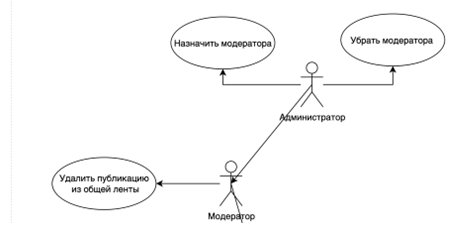 Назначить модератора
Убрать модератора
Администратор
Удалить публикацию
из общей ленты
Модератор